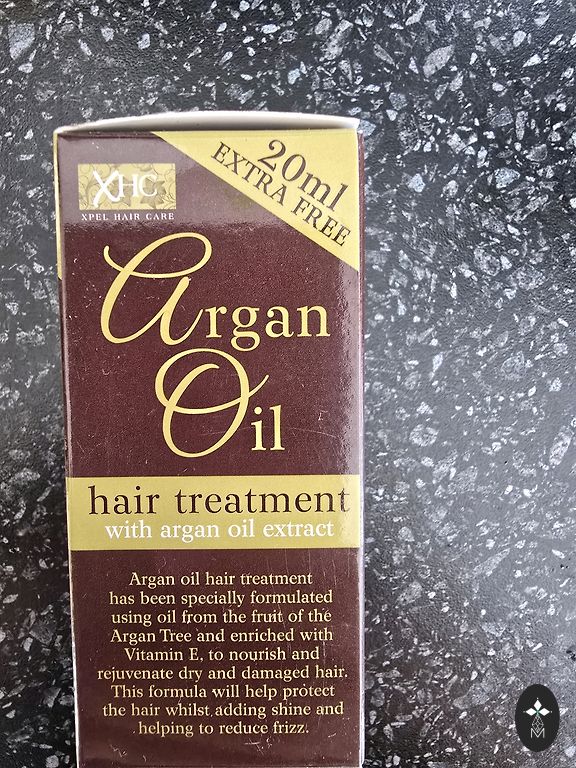 20ml
EXTRA FREE
XHC
XPEL HAIR CARE
Argan
Oil
hair treatment
with argan oil extract
Argan oil hair treatment
has been specially formulated
using oil from the fruit of the
Argan Tree and enriched with
Vitamin E, to nourish and
rejuvenate dry and damaged hair.
This formula will help protect
the hair whilst adding shine and
helping to reduce frizz.
M